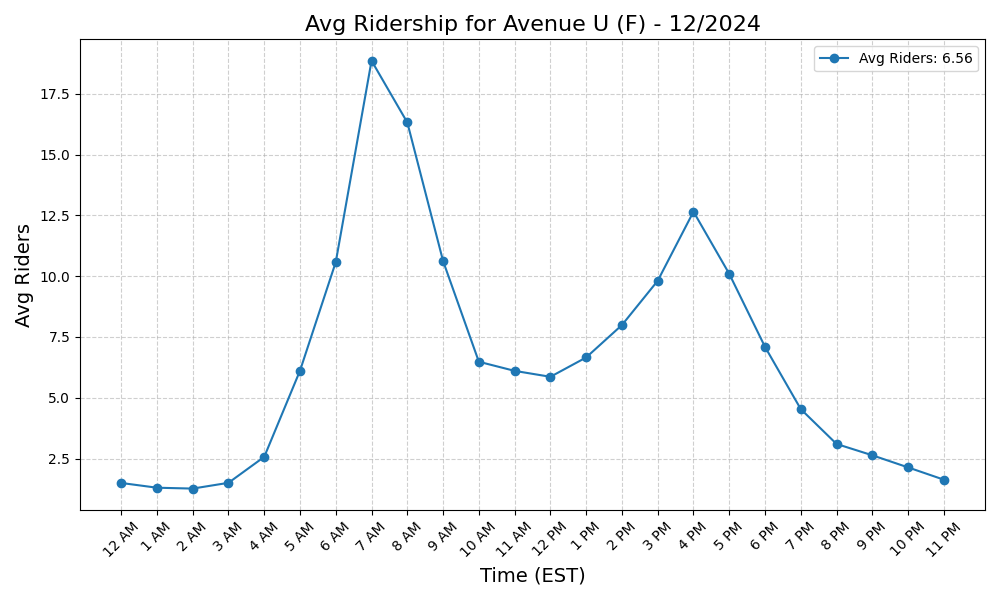 Avg Ridership for Avenue U (F) - 12/2024
Avg Riders: 6.56
Avg Riders
17.5
15.0
12.5
10.0
7.5
5.0
2.5
12 AM
1 AM
2 AM
3 AM
4 AM
5 AM
6 AM
7 AM
8 AM
9 AM
10 AM
11 AM
12 PM
1 PM
2 PM
3 PM
4 PM
5 PM
6 PM
7 PM
8 PM
9 PM
10 PM
11 PM
Time (EST)